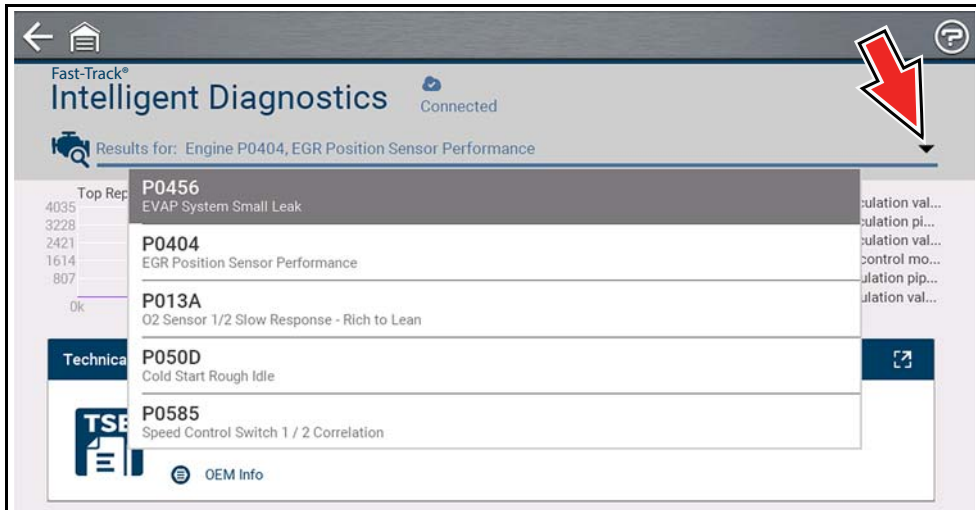 Fast-Track®
Intelligent Diagnostics
Connected
Results for: Engine P0404, EGR Position Sensor Performance
Top Rep
4035
3228
2421
1614
807
0k
P0456
EVAP System Small Leak
P0404
EGR Position Sensor Performance
P013A
O2 Sensor 1/2 Slow Response - Rich to Lean
P050D
Cold Start Rough Idle
P0585
Speed Control Switch 1 / 2 Correlation
culation val...
culation pi...
culation val...
control mo...
ulation pip...
ulation val...
Technica
TSB
OEM Info